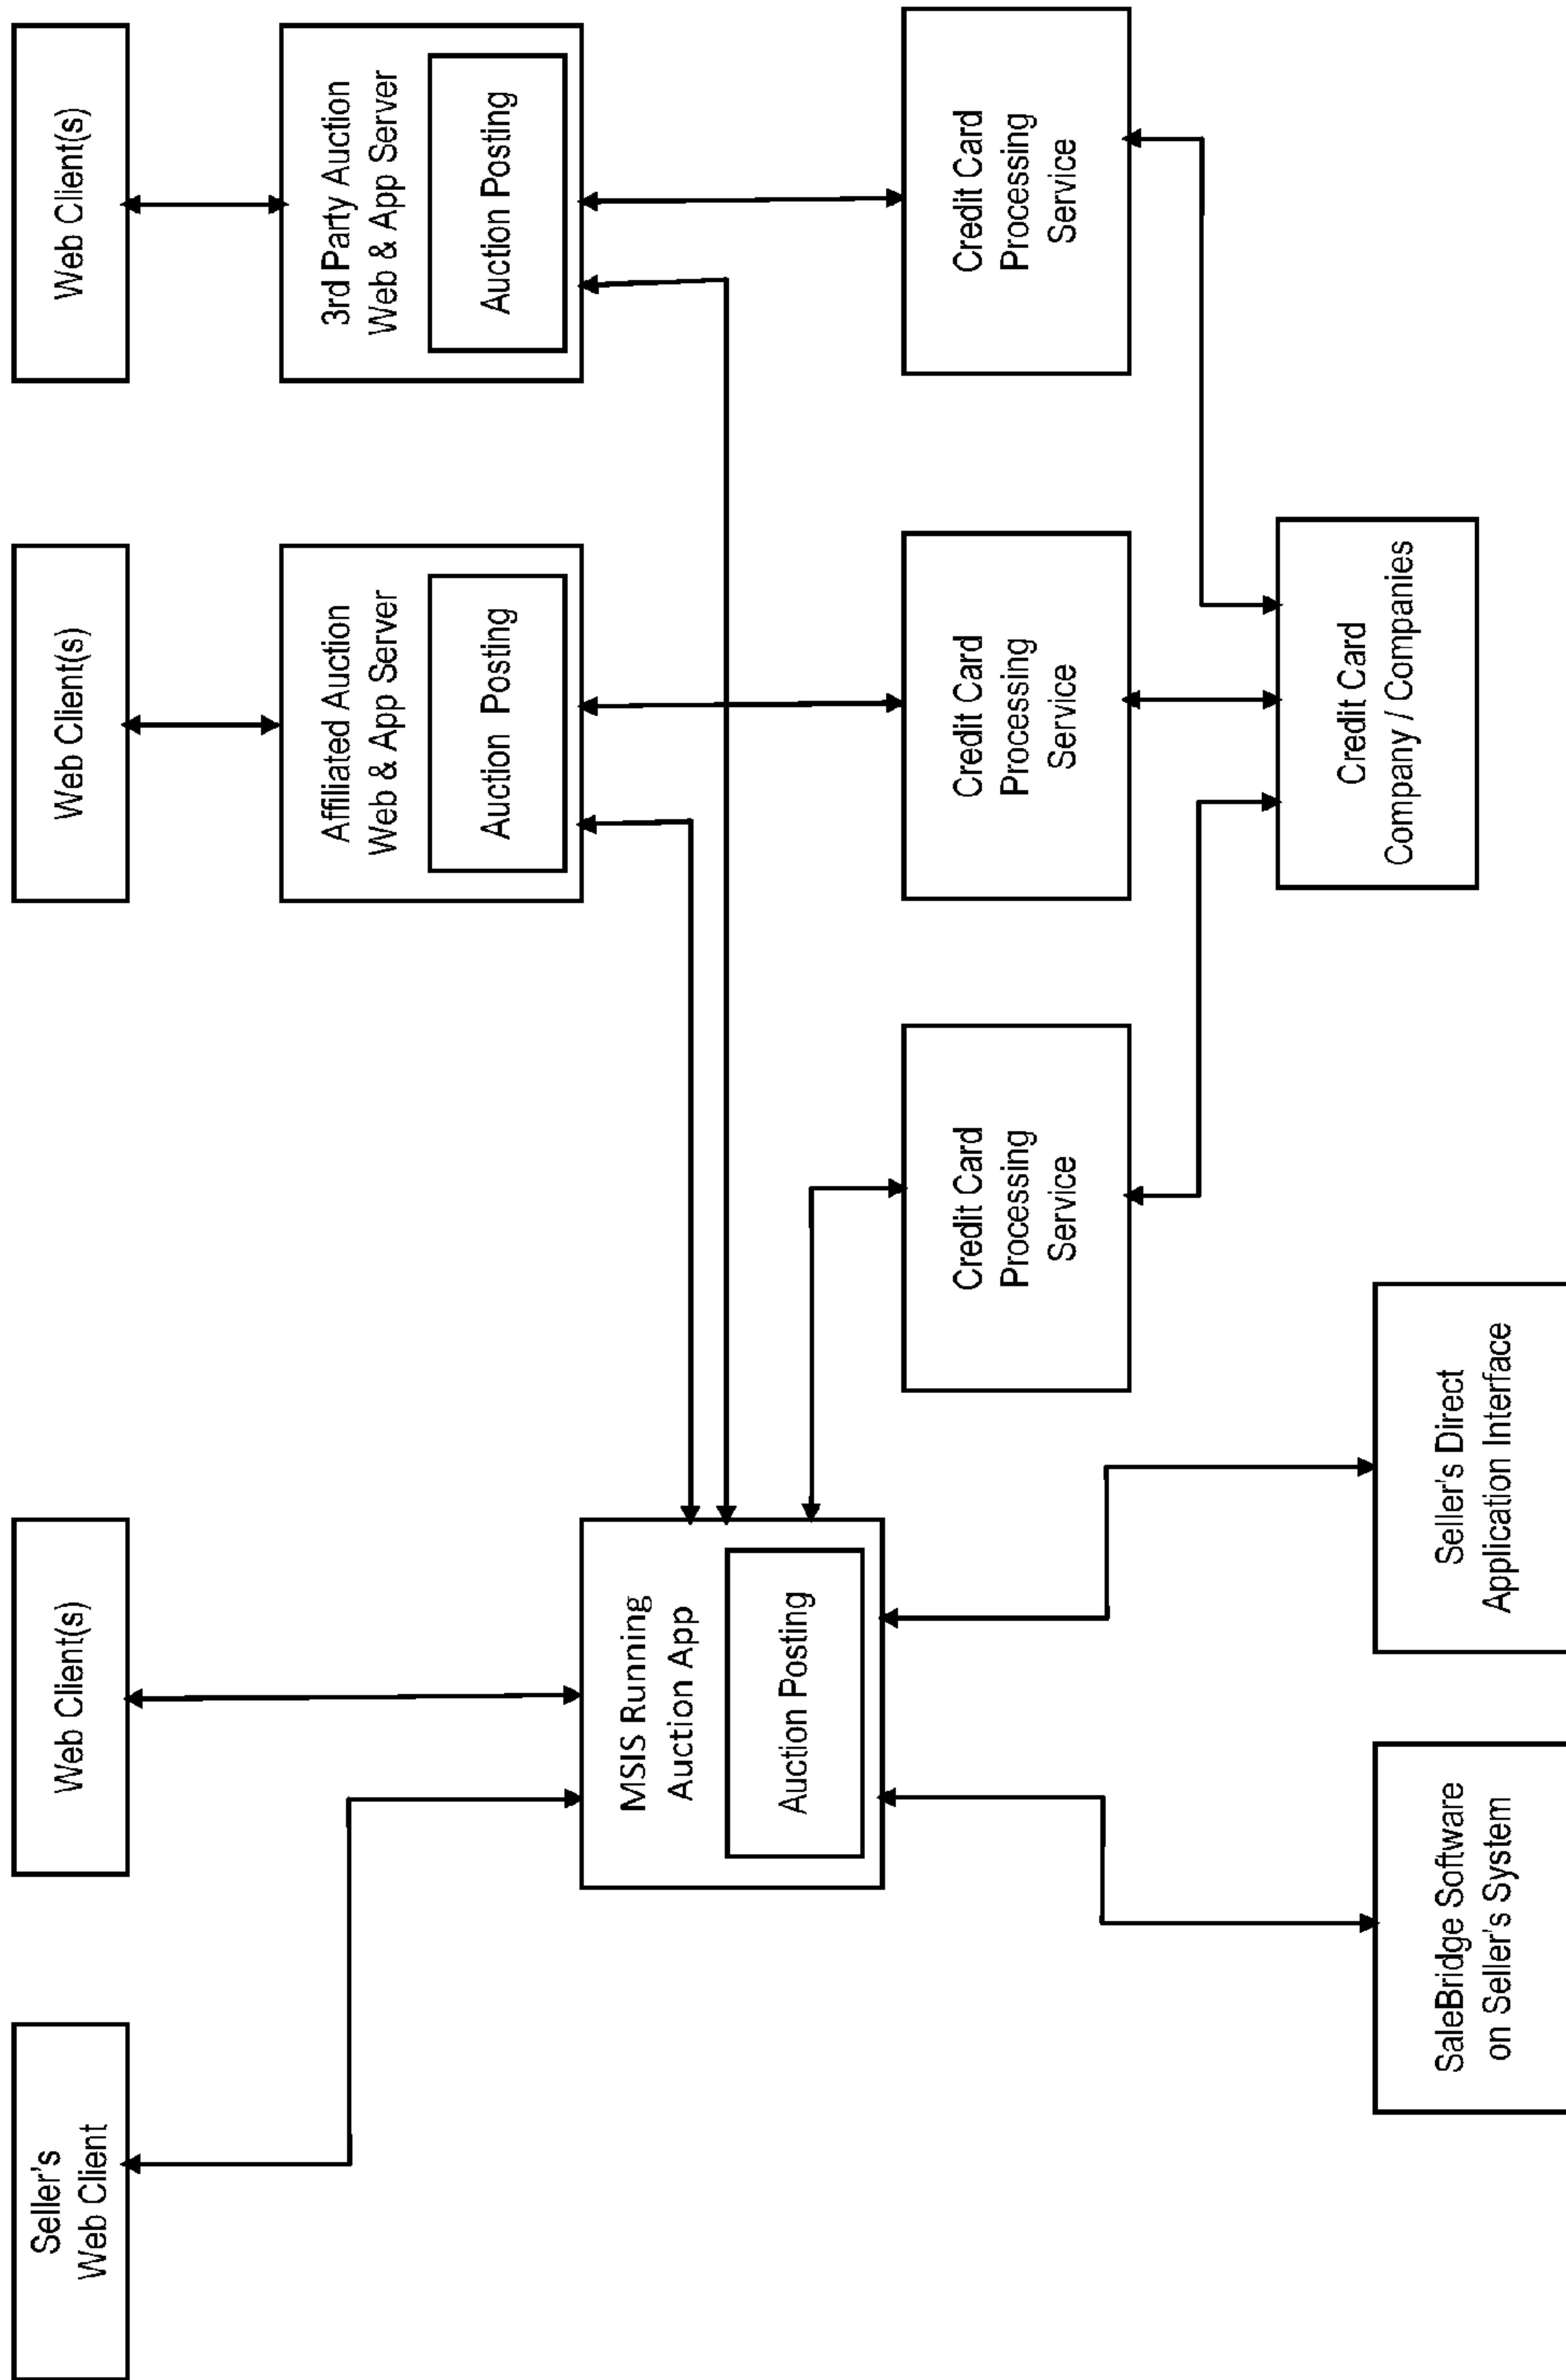 Seller's
Web Client
Web Client(s)
Web Client(s)
Web Client(s)
Affiliated Auction
Web & App Server
Auction Posting
3rd Party Auction
Web & App Server
Auction Posting
MSIS Running
Auction App
Auction Posting
Credit Card
Processing
Service
Credit Card
Processing
Service
Credit Card
Processing
Service
SaleBridge Software
on Seller's System
Seller's Direct
Application Interface
Credit Card
Company / Companies